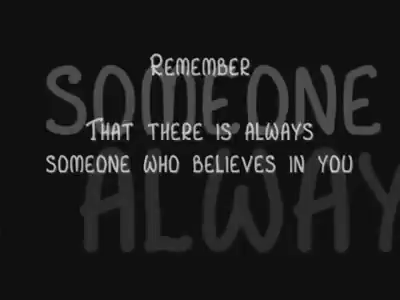 Remember
SOMEONE
That there is always
someone who believes in you
ALWAY